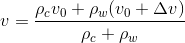 v = \frac{\rho_c v_0 + \rho_w (v_0 + \Delta v)}{\rho_c + \rho_w}